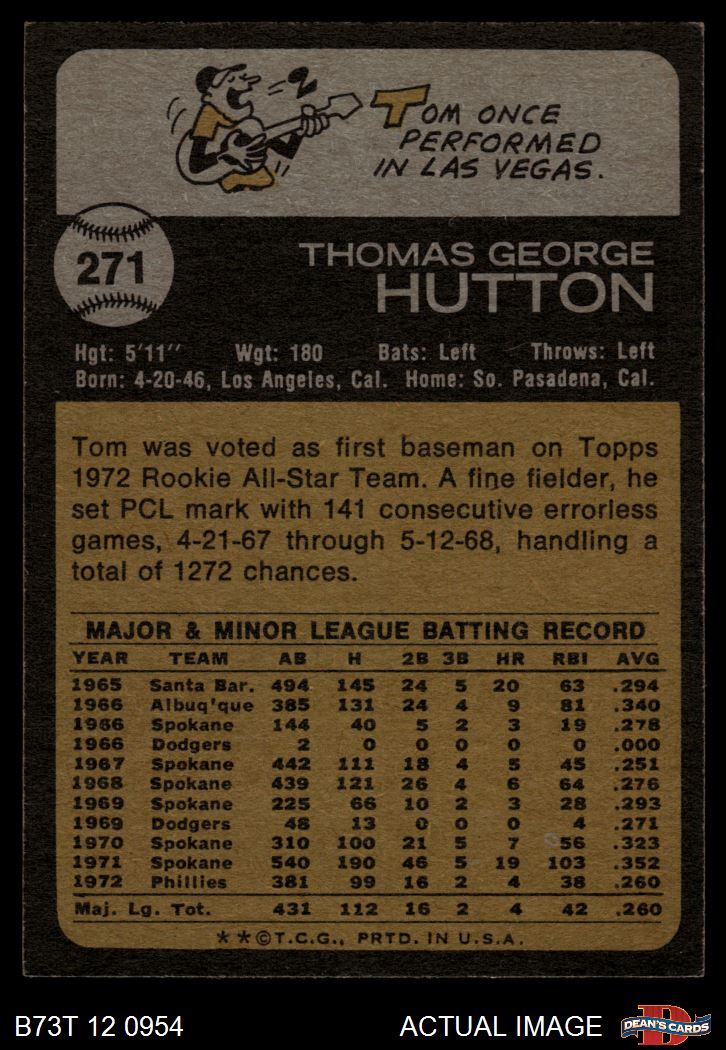 TOM ONCE
PERFORMED
IN LAS VEGAS.
271
THOMAS GEORGE
HUTTON
Hgt: 5'11'' Wgt: 180 Bats: Left Throws: Left
Born: 4-20-46, Los Angeles, Cal. Home: So. Pasadena, Cal.
Tom was voted as first baseman on Topps
1972 Rookie All-Star Team. A fine fielder, he
set PCL mark with 141 consecutive errorless
games, 4-21-67 through 5-12-68, handling a
total of 1272 chances.
MAJOR & MINOR LEAGUE BATTING RECORD
YEAR TEAM AB H 2B 3B HR RBI AVG
1965 Santa Bar. 494 145 24 5 20 63 .294
1966 Albuq'que 385 131 24 4 9 81 .340
1966 Spokane 144 40 5 2 3 19 .278
1966 Dodgers 2 0 0 0 0 0 .000
1967 Spokane 442 111 18 4 5 45 .251
1968 Spokane 439 121 26 4 6 64 .276
1969 Spokane 225 66 10 2 3 28 .293
1969 Dodgers 48 13 0 0 0 4 .271
1970 Spokane 310 100 21 5 7 56 .323
1971 Spokane 540 190 46 5 19 103 .352
1972 Phillies 381 99 16 2 4 38 .260
Maj. Lg. Tot. 431 112 16 2 4 42 .260
**©T.C.G., PRTD. IN U.S.A.
B73T 12 0954 ACTUAL IMAGE DEAN'S CARDS